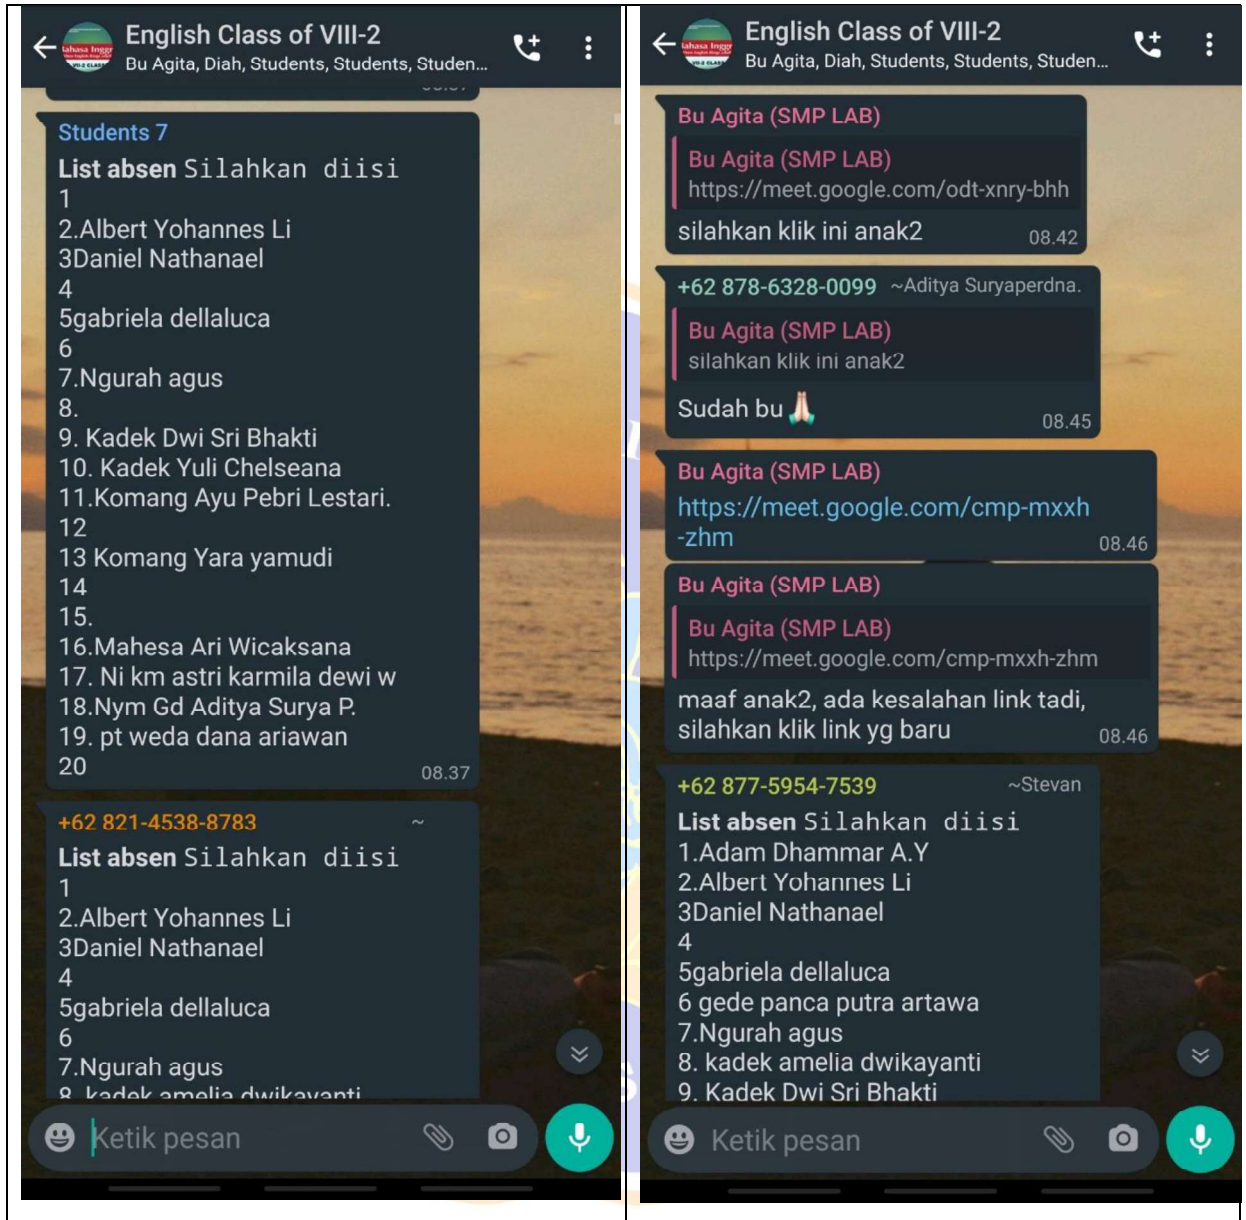 English Class of VIII-2
Bu Agita, Diah, Students, Students, Studen...
Students 7
List absen Silahkan diisi
1
2.Albert Yohannes Li
3Daniel Nathanael
4
5gabriela dellaluca
6
7.Ngurah agus
8.
9. Kadek Dwi Sri Bhakti
10. Kadek Yuli Chelseana
11.Komang Ayu Pebri Lestari.
12
13 Komang Yara yamudi
14
15.
16.Mahesa Ari Wicaksana
17. Ni km astri karmila dewi w
18.Nym Gd Aditya Surya P.
19. pt weda dana ariawan
20
08.37
+62 821-4538-8783 ~
List absen Silahkan diisi
1
2.Albert Yohannes Li
3Daniel Nathanael
4
5gabriela dellaluca
6
7.Ngurah agus
8. kadek amelia dwikayanti
Ketik pesan
English Class of VIII-2
Bu Agita, Diah, Students, Students, Studen...
Bu Agita (SMP LAB)
Bu Agita (SMP LAB)
https://meet.google.com/odt-xnry-bhh
silahkan klik ini anak2
08.42
+62 878-6328-0099 ~Aditya Suryaperdna.
Bu Agita (SMP LAB)
silahkan klik ini anak2
Sudah bu🙏🏻
08.45
Bu Agita (SMP LAB)
https://meet.google.com/cmp-mxxh
-zhm
08.46
Bu Agita (SMP LAB)
Bu Agita (SMP LAB)
https://meet.google.com/cmp-mxxh-zhm
maaf anak2, ada kesalahan link tadi,
silahkan klik link yg baru
08.46
+62 877-5954-7539 ~Stevan
List absen Silahkan diisi
1.Adam Dhammar A.Y
2.Albert Yohannes Li
3Daniel Nathanael
4
5gabriela dellaluca
6 gede panca putra artawa
7.Ngurah agus
8. kadek amelia dwikayanti
9. Kadek Dwi Sri Bhakti
Ketik pesan